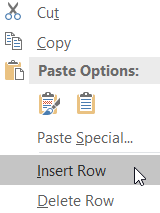 Cut
Copy
Paste Options:
Paste Special...
Insert Row
Delete Row